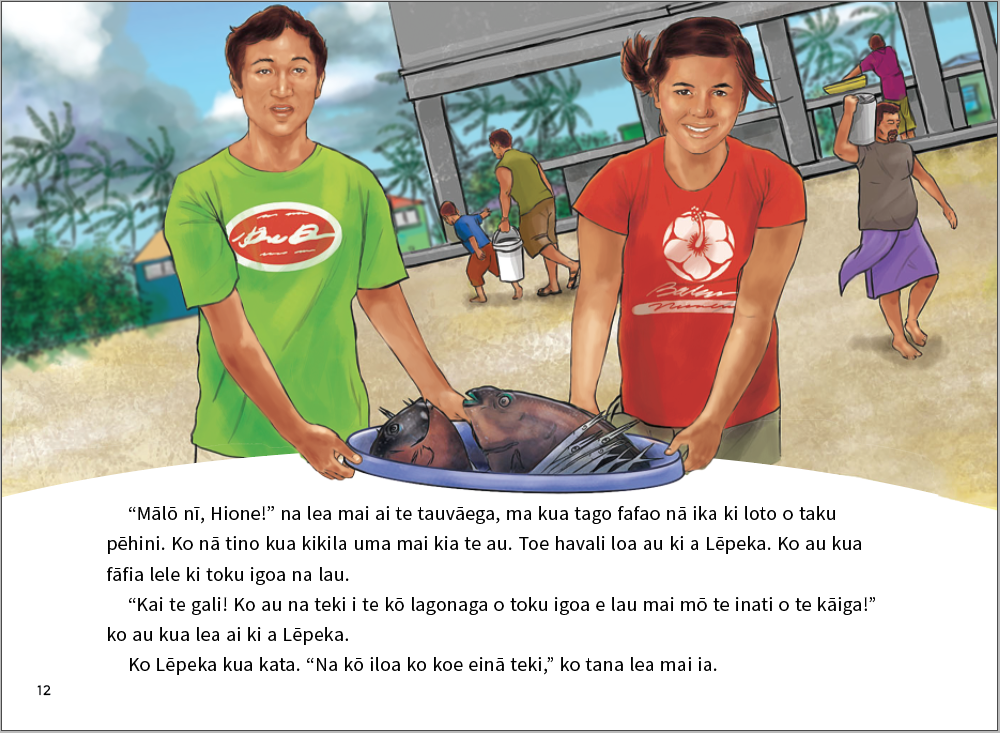 “Mālō nī, Hione!” na lea mai ai te tauvāega, ma kua tago fafao nā ika ki loto o taku
pēhini. Ko nā tino kua kikila uma mai kia te au. Toe havali loa au ki a Lēpeka. Ko au kua
fāfia lele ki toku igoa na lau.
“Kai te gali! Ko au na teki i te kō lagonaga o toku igoa e lau mai mō te inati o te kāiga!”
ko au kua lea ai ki a Lēpeka.
Ko Lēpeka kua kata. “Na kō iloa ko koe einā teki,” ko tana lea mai ia.
12